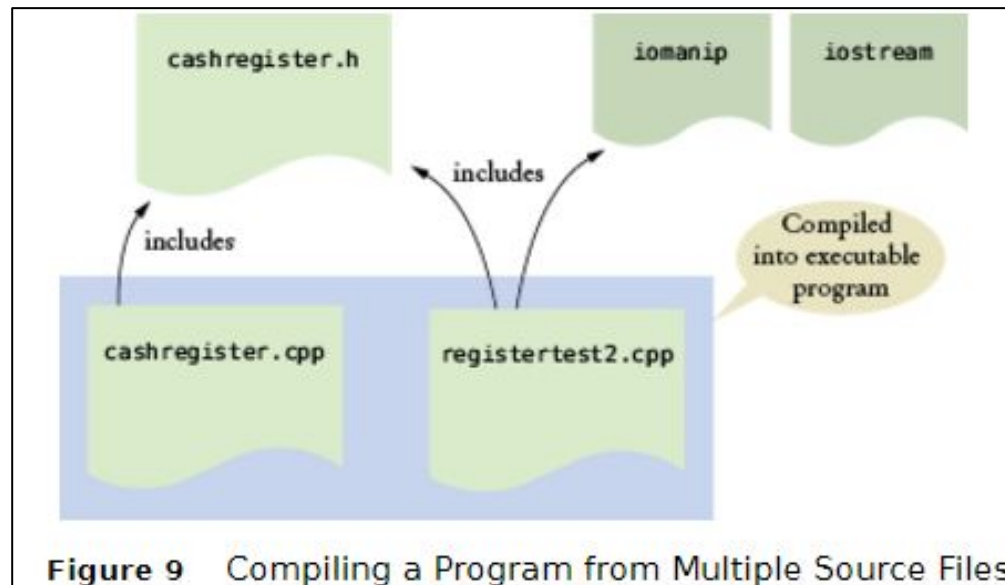 cashregister.h
iomanip
iostream
includes
includes
Compiled
into executable
program
cashregister.cpp
registertest2.cpp
Figure 9 Compiling a Program from Multiple Source Files